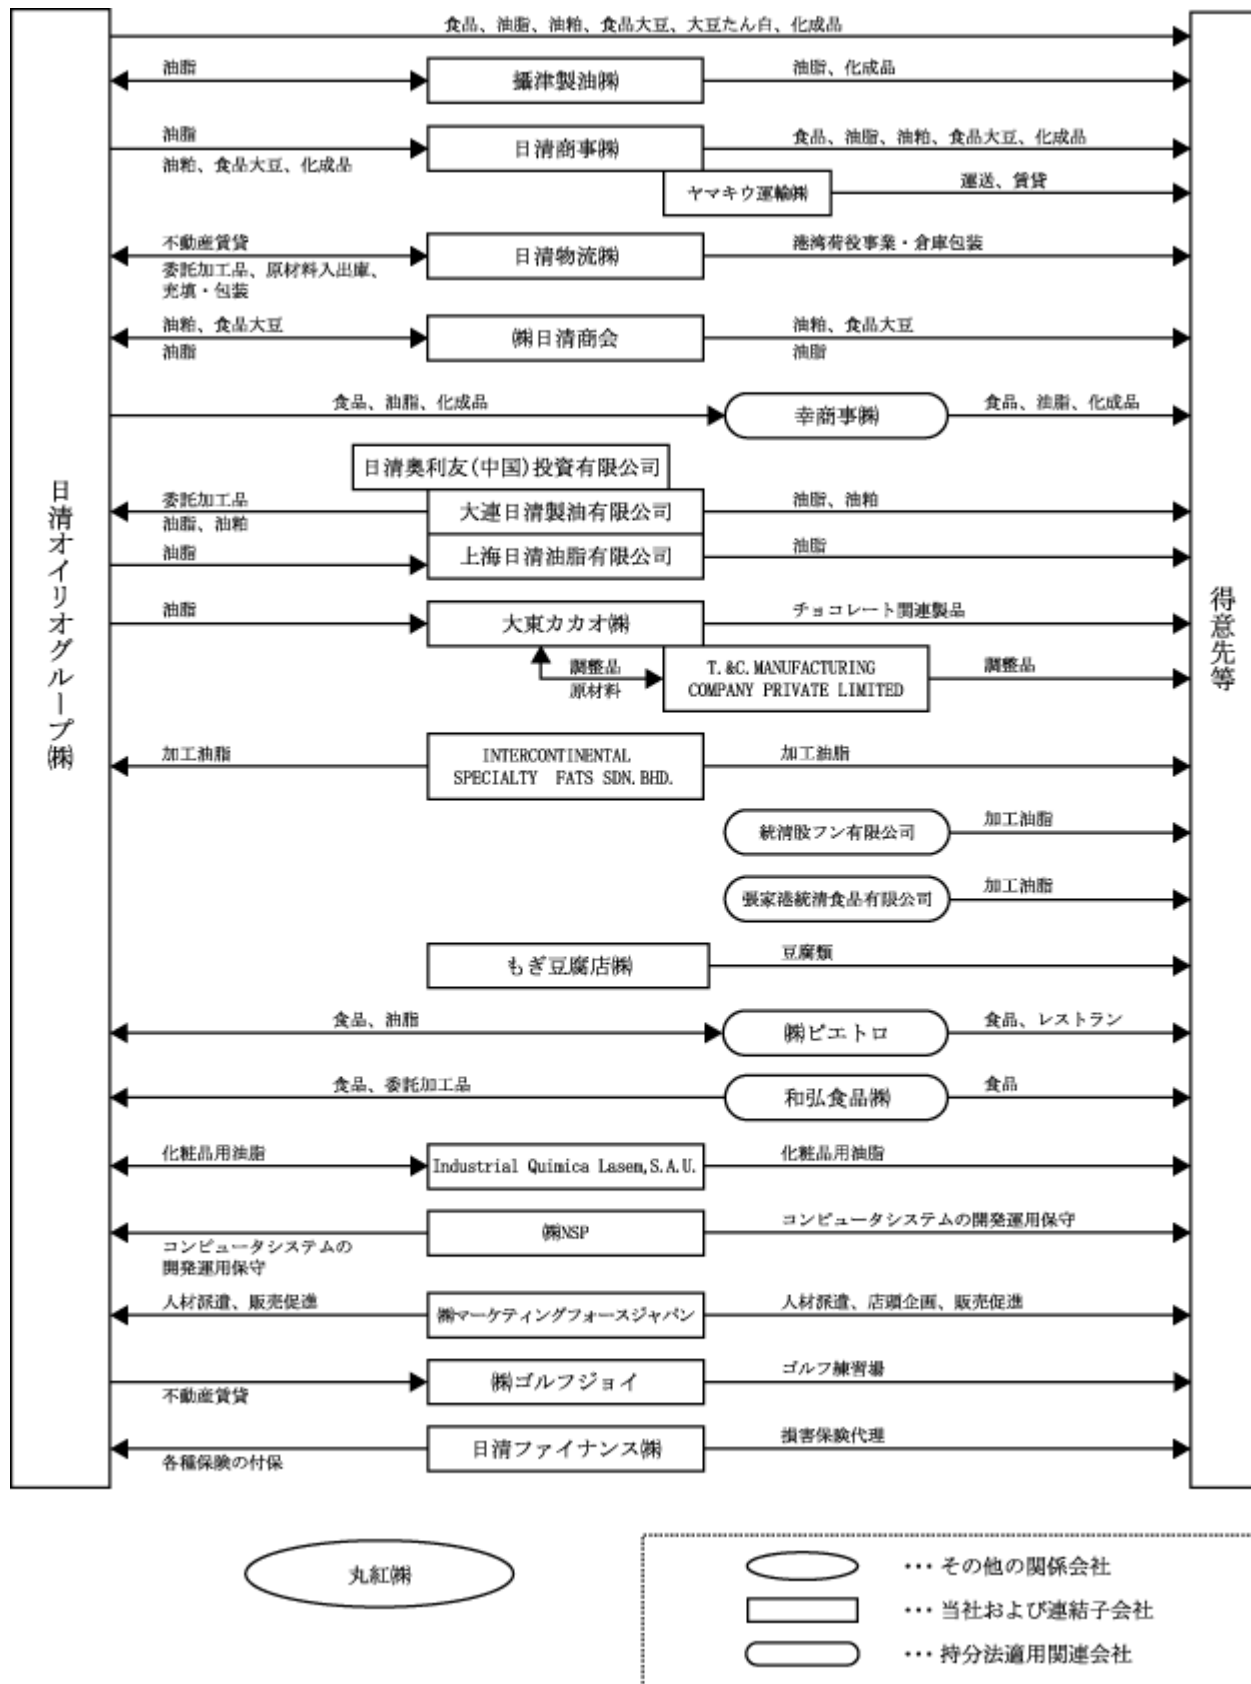 食品、油脂、油粕、食品大豆、大豆たん白、化成品
油脂
攝津製油㈱
油脂、化成品
油脂
油粕、食品大豆、化成品
日清商事㈱
食品、油脂、油粕、食品大豆、化成品
ヤマキウ運輸㈱
運送、賃貸
不動産賃貸
委託加工品、原材料入出庫、
充填・包装
日清物流㈱
港湾荷役事業・倉庫包装
油粕、食品大豆
油脂
㈱日清商会
油粕、食品大豆
油脂
食品、油脂、化成品
幸商事㈱
食品、油脂、化成品
日清奥利友(中国)投資有限公司
委託加工品
油脂、油粕
大連日清製油有限公司
油脂、油粕
油脂
上海日清油脂有限公司
油脂
日清オイリオグループ㈱
得意先等
油脂
大東カカオ㈱
チョコレート関連製品
調整品
原材料
T.&C.MANUFACTURING
COMPANY PRIVATE LIMITED
調整品
加工油脂
INTERCONTINENTAL
SPECIALTY FATS SDN.BHD.
加工油脂
統清股フン有限公司
加工油脂
張家港統清食品有限公司
加工油脂
もぎ豆腐店㈱
豆腐類
食品、油脂
㈱ピエトロ
食品、レストラン
食品、委託加工品
和弘食品㈱
食品
化粧品用油脂
Industrial Quimica Lasem,S.A.U.
化粧品用油脂
コンピュータシステムの
開発運用保守
㈱NSP
コンピュータシステムの開発運用保守
人材派遣、販売促進
㈱マーケティングフォースジャパン
人材派遣、店頭企画、販売促進
不動産賃貸
㈱ゴルフジョイ
ゴルフ練習場
各種保険の付保
日清ファイナンス㈱
損害保険代理
丸紅㈱
…その他の関係会社
…当社および連結子会社
…持分法適用関連会社